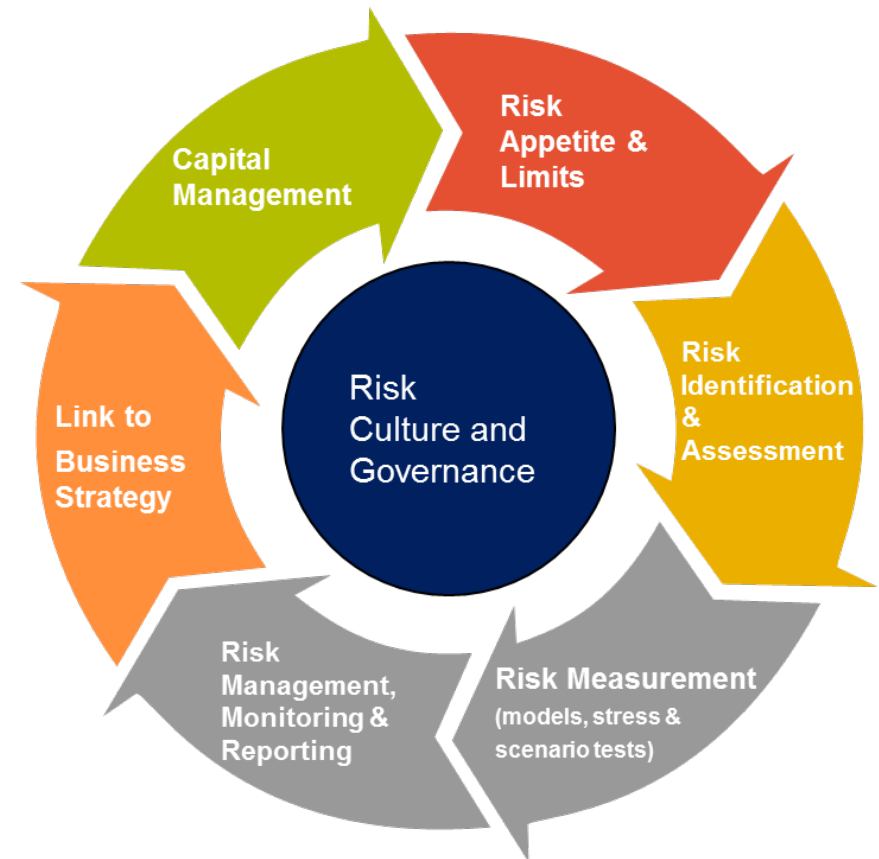 Risk
Appetite &
Limits
Risk
Identification
&
Assessment
Risk Measurement
(models, stress &
scenario tests)
Risk
Management,
Monitoring &
Reporting
Link to
Business
Strategy
Capital
Management
Risk
Culture and
Governance